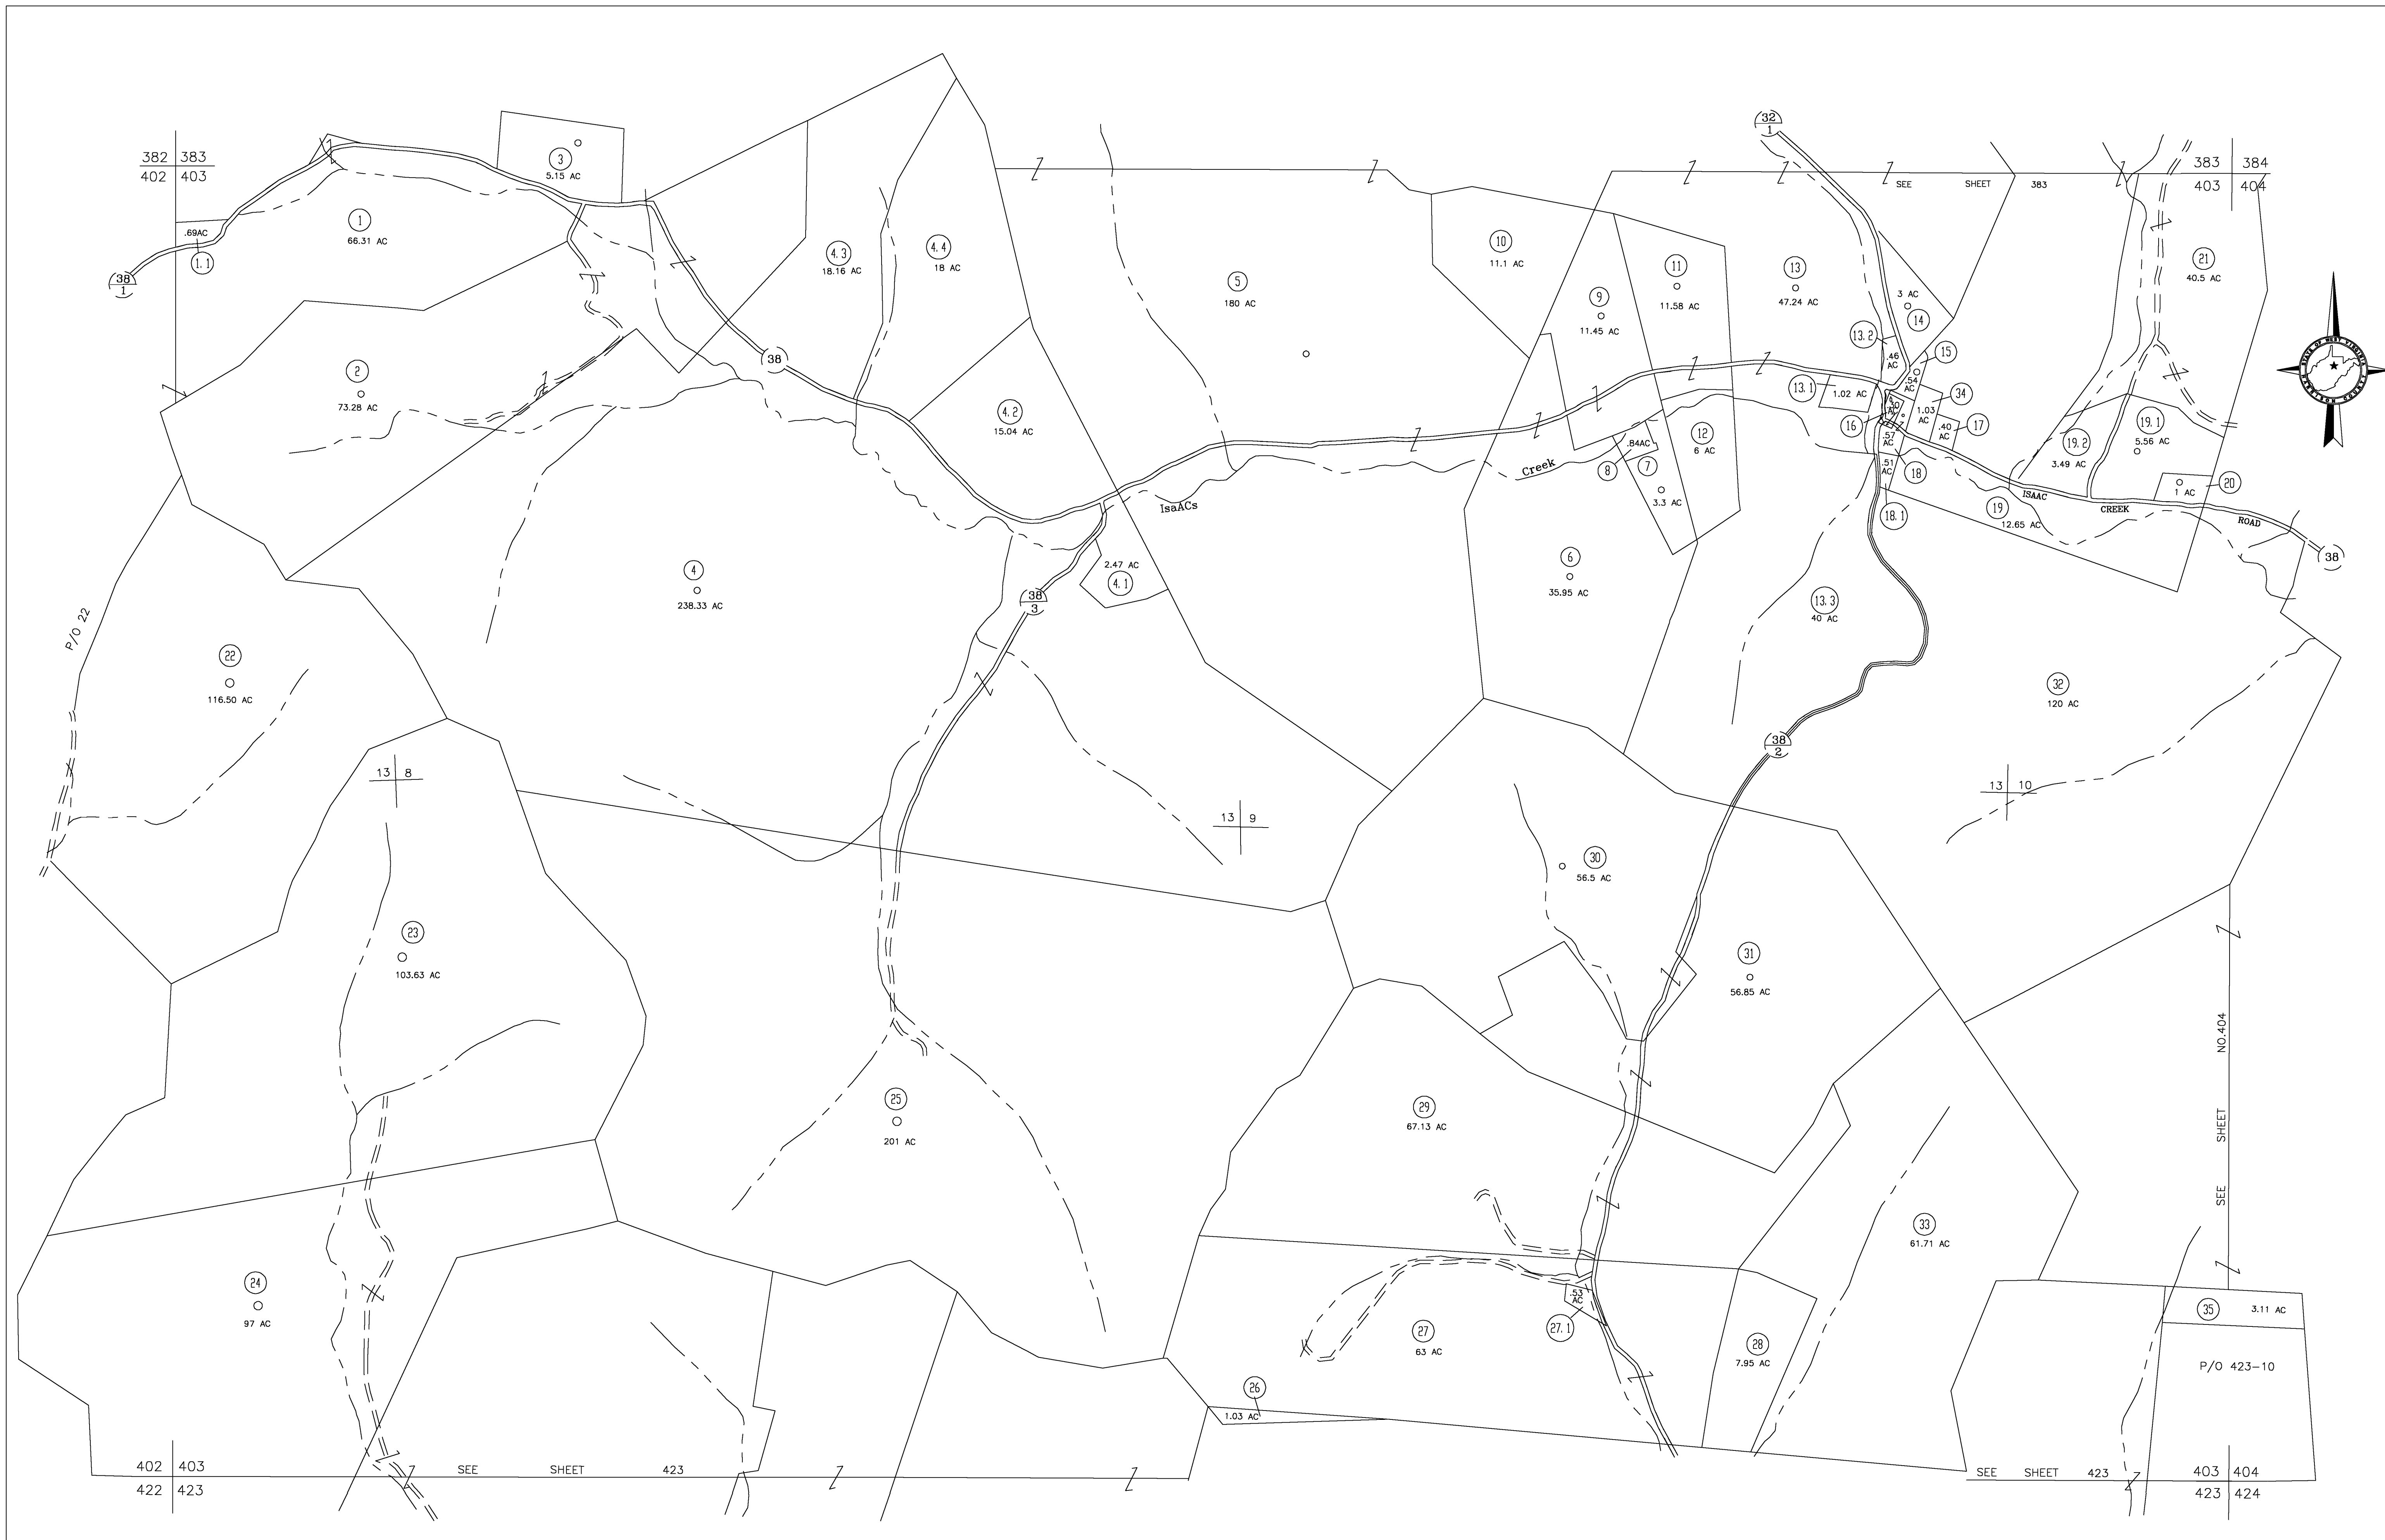 382 383
402 403
383 384
403 404
SEE SHEET 383
32
1
3
5.15 AC
1
66.31 AC
.69AC
1.1
38
1
4.3
18.16 AC
4.4
18 AC
5
180 AC
10
11.1 AC
9
11.45 AC
11
11.58 AC
13
47.24 AC
3 AC
14
21
40.5 AC
STATE OF WEST VIRGINIA
2
73.28 AC
38
4.2
15.04 AC
13.2
.46
AC
15
.54
AC
13.1
1.02 AC
34
1.03
AC
16
17
.40
AC
.57
AC
18
.51
AC
18.1
12
6 AC
.84AC
8
7
3.3 AC
19.2
3.49 AC
19.1
5.56 AC
20
1 AC
19
12.65 AC
ISAAC CREEK ROAD
38
IsaACs Creek
4
238.33 AC
2.47 AC
4.1
38
3
6
35.95 AC
13.3
40 AC
P/O 22
22
116.50 AC
32
120 AC
38
2
13 8
13 9
13 10
30
56.5 AC
23
103.63 AC
31
56.85 AC
SEE SHEET NO.404
25
201 AC
29
67.13 AC
33
61.71 AC
24
97 AC
.53
AC
27.1
27
63 AC
28
7.95 AC
35
3.11 AC
P/O 423-10
26
1.03 AC
402 403
422 423
SEE SHEET 423
SEE SHEET 423
403 404
423 424